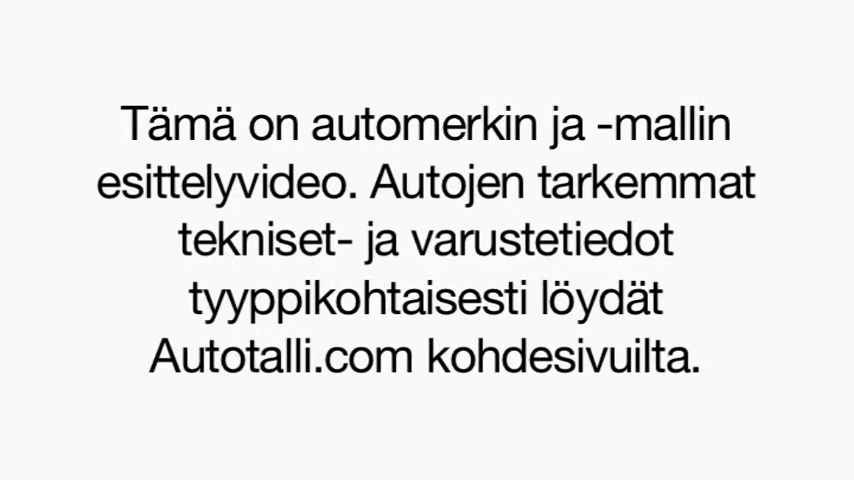 Tämä on automerkin ja -mallin
esittelyvideo. Autojen tarkemmat
tekniset- ja varustetiedot
tyyppikohtaisesti löydät
Autotalli.com kohdesivuilta.